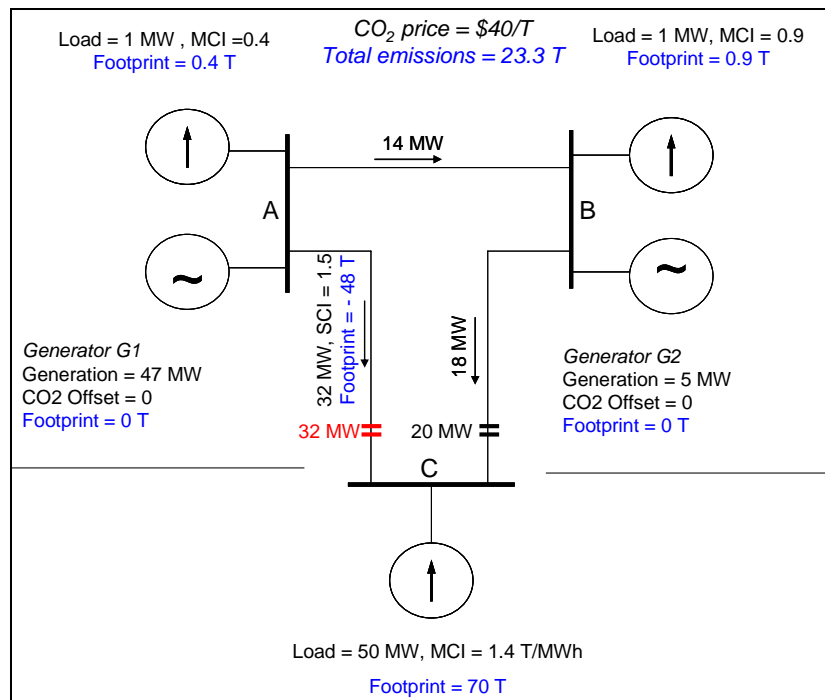 CO2 price = $40/T
Total emissions = 23.3 T
Load = 1 MW , MCI =0.4
Footprint = 0.4 T
Load = 1 MW, MCI = 0.9
Footprint = 0.9 T
14 MW
A
B
~
~
32 MW, SCI = 1.5
Footprint = - 48 T
18 MW
Generator G1
Generation = 47 MW
CO2 Offset = 0
Footprint = 0 T
Generator G2
Generation = 5 MW
CO2 Offset = 0
Footprint = 0 T
32 MW
20 MW
C
Load = 50 MW, MCI = 1.4 T/MWh
Footprint = 70 T